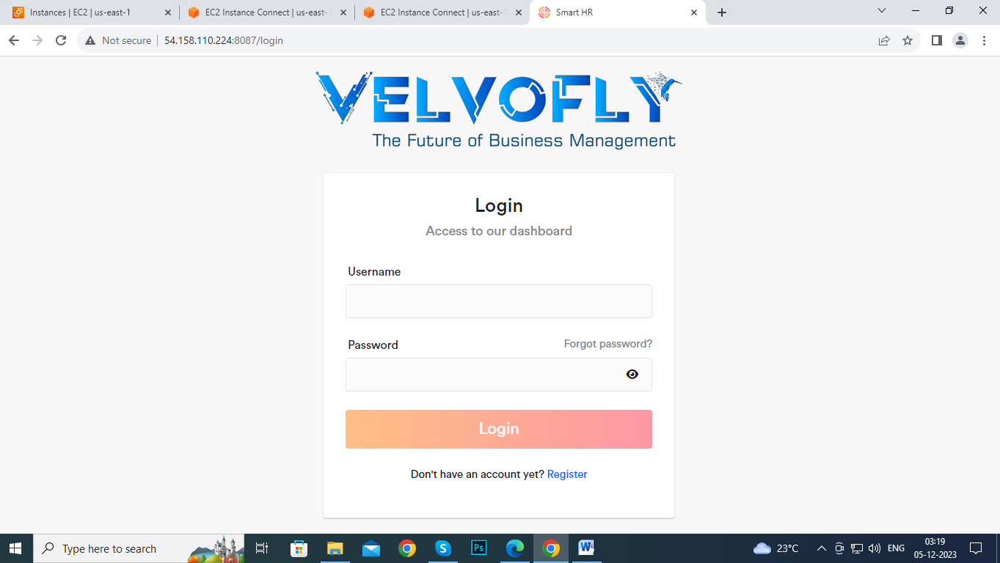 Instances | EC2 | us-east-1
EC2 Instance Connect | us-east-1
EC2 Instance Connect | us-east-1
Smart HR
Not secure
54.158.110.224:8087/login
VELVOFLY
The Future of Business Management
Login
Access to our dashboard
Username
Password
Forgot password?
Login
Don't have an account yet? Register
Type here to search
Ps
23°C
ENG
03:19
05-12-2023